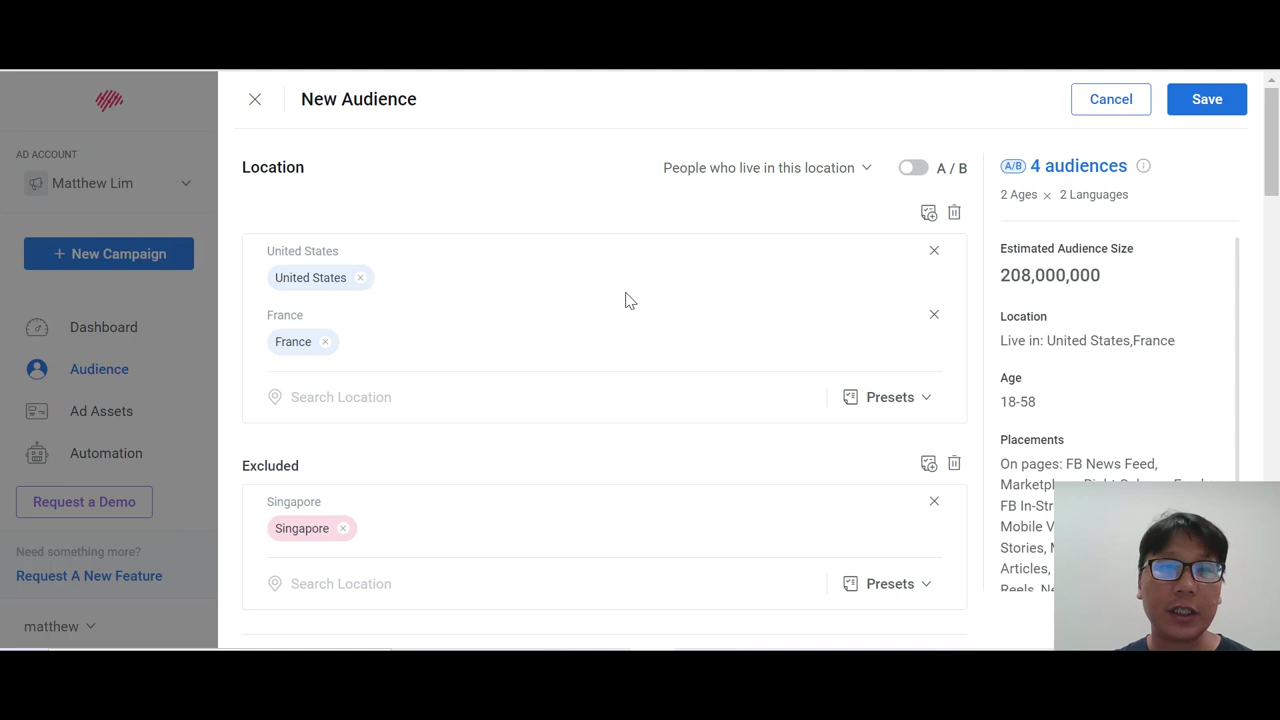 New Audience
Cancel
Save
AD ACCOUNT
Matthew Lim
+ New Campaign
Dashboard
Audience
Ad Assets
Automation
Request a Demo
Need something more?
Request A New Feature
matthew
Location
People who live in this location
A / B
United States
United States
France
France
Search Location
Presets
Excluded
Singapore
Singapore
Search Location
Presets
A/B 4 audiences
2 Ages × 2 Languages
Estimated Audience Size
208,000,000
Location
Live in: United States,France
Age
18-58
Placements
On pages: FB News Feed,
FB In-Str
Mobile V
Stories,
Articles,